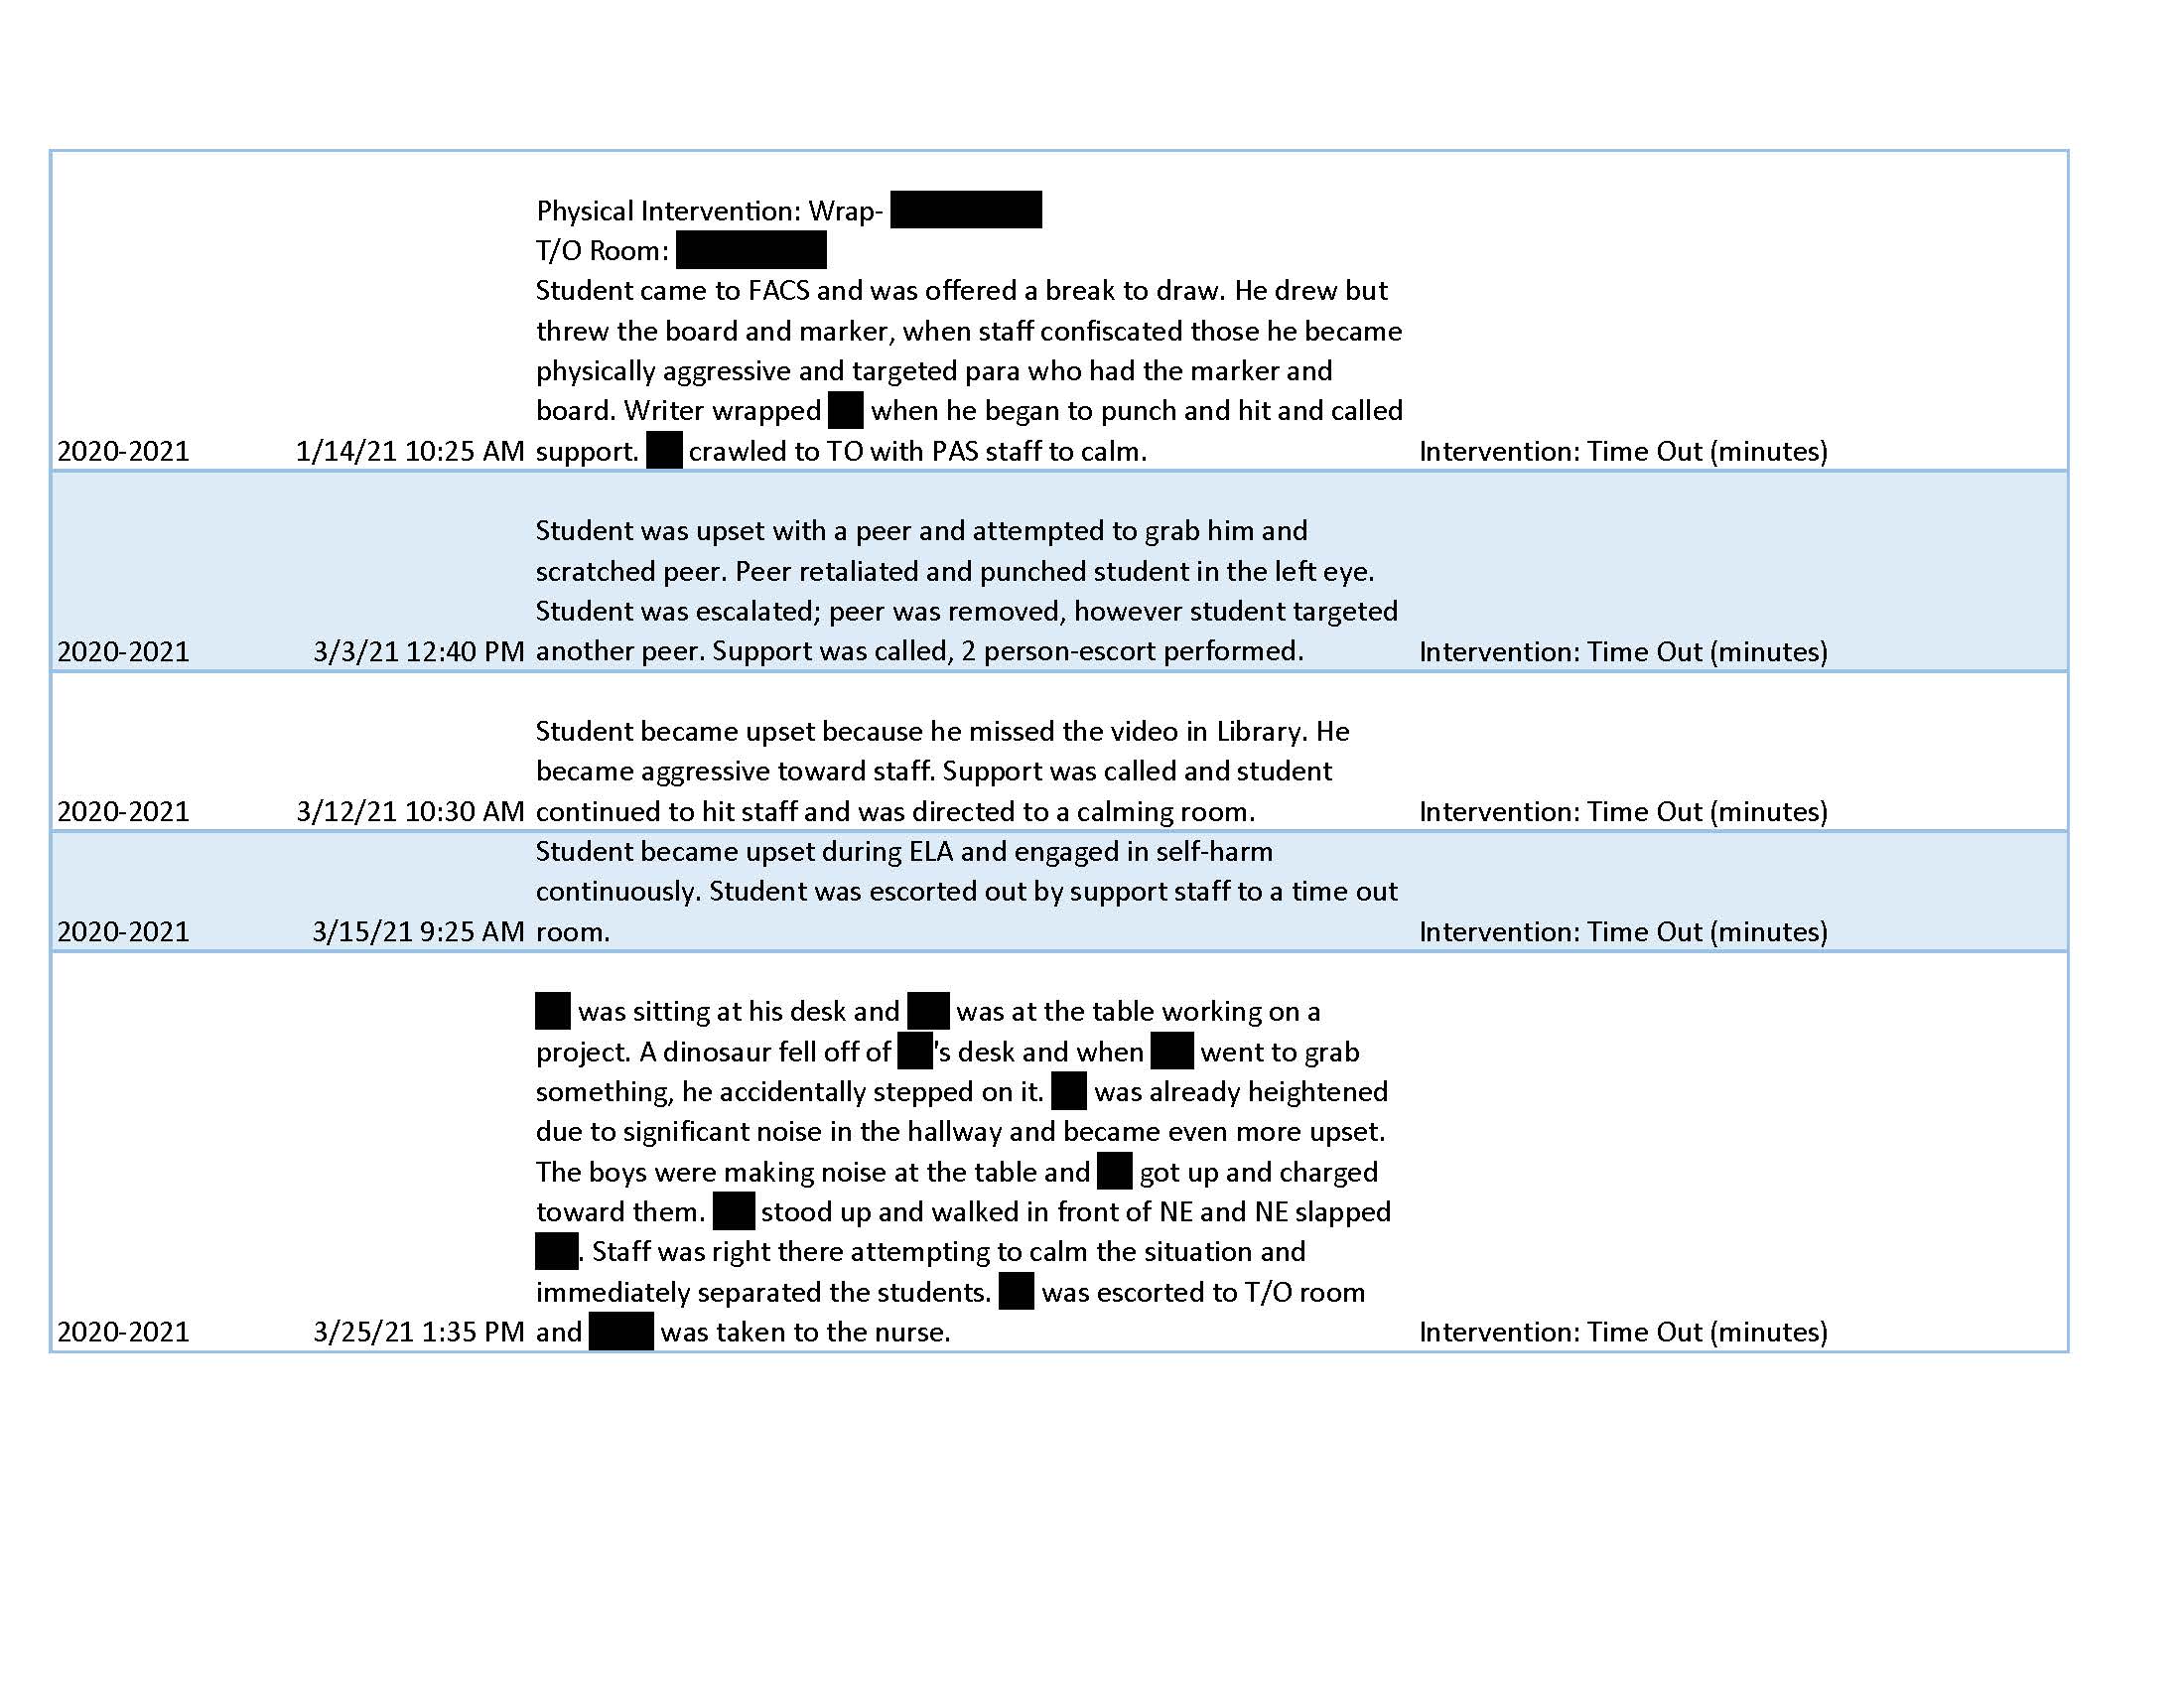 Physical Intervention: Wrap-
T/O Room:
Student came to FACS and was offered a break to draw. He drew but
threw the board and marker, when staff confiscated those he became
physically aggressive and targeted para who had the marker and
board. Writer wrapped when he began to punch and hit and called
2020-2021 1/14/21 10:25 AM support. crawled to TO with PAS staff to calm. Intervention: Time Out (minutes)
Student was upset with a peer and attempted to grab him and
scratched peer. Peer retaliated and punched student in the left eye.
Student was escalated; peer was removed, however student targeted
2020-2021 3/3/21 12:40 PM another peer. Support was called, 2 person-escort performed. Intervention: Time Out (minutes)
Student became upset because he missed the video in Library. He
became aggressive toward staff. Support was called and student
2020-2021 3/12/21 10:30 AM continued to hit staff and was directed to a calming room. Intervention: Time Out (minutes)
Student became upset during ELA and engaged in self-harm
continuously. Student was escorted out by support staff to a time out
2020-2021 3/15/21 9:25 AM room. Intervention: Time Out (minutes)
was sitting at his desk and was at the table working on a
project. A dinosaur fell off of 's desk and when went to grab
something, he accidentally stepped on it. was already heightened
due to significant noise in the hallway and became even more upset.
The boys were making noise at the table and got up and charged
toward them. stood up and walked in front of NE and NE slapped
. Staff was right there attempting to calm the situation and
immediately separated the students. was escorted to T/O room
2020-2021 3/25/21 1:35 PM and was taken to the nurse. Intervention: Time Out (minutes)